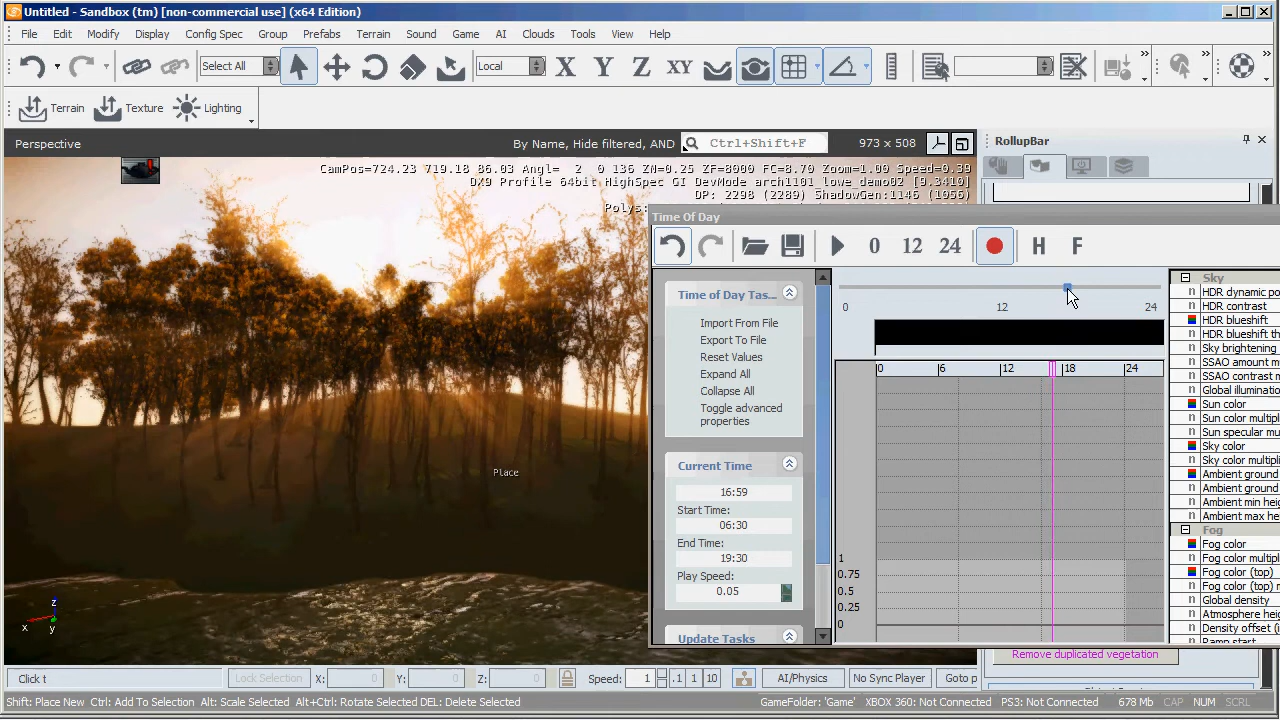 Untitled - Sandbox (tm) [non-commercial use] (x64 Edition)
File Edit Modify Display Config Spec Group Prefabs Terrain Sound Game AI Clouds Tools View Help
Select All Local X Y Z XY
Terrain Texture Lighting
Perspective By Name, Hide filtered, AND Ctrl+Shift+F 973 x 508 RollupBar
CamPos=724.23 710.18 86.03 Angl= 2 0 136 ZN=0.25 ZF=8000 FC=8.70 Zoom=1.00 Speed=0.39
DX9 Profile 64bit HighSpec GI DevMode arch1101_lowe_demo02 [0.3410]
DP: 2298 (2289) ShadowGen:1146 (1056)
Polys:
Time Of Day
0 12 24 H F
Time of Day Tas...
Import From File
Export To File
Reset Values
Expand All
Collapse All
Toggle advanced
properties
Current Time
16:59
Start Time:
06:30
End Time:
19:30
Play Speed:
0.05
Update Tasks
0 12 24
0 6 12 18 24
1
0.75
0.5
0.25
0
Sky
HDR dynamic po
HDR contrast
HDR blueshift
HDR blueshift th
Sky brightening
SSAO amount m
SSAO contrast m
Global illumina
Sun color
Sun color multip
Sun specular mu
Sky color
Sky color multipl
Ambient ground
Ambient ground
Ambient min heig
Ambient max he
Fog
Fog color
Fog color multipl
Fog color (top)
Fog color (top) m
Global density
Atmosphere heig
Density offset (i
Ramp start
Place
z
x
y
Remove duplicated vegetation
Click t Lock Selection X: 0 Y: 0 Z: 0 Speed: 1 .1 1 10 AI/Physics No Sync Player Goto p
Shift: Place New Ctrl: Add To Selection Alt: Scale Selected Alt+Ctrl: Rotate Selected DEL: Delete Selected GameFolder: 'Game' XBOX 360: Not Connected PS3: Not Connected 678 Mb CAP NUM SCRL